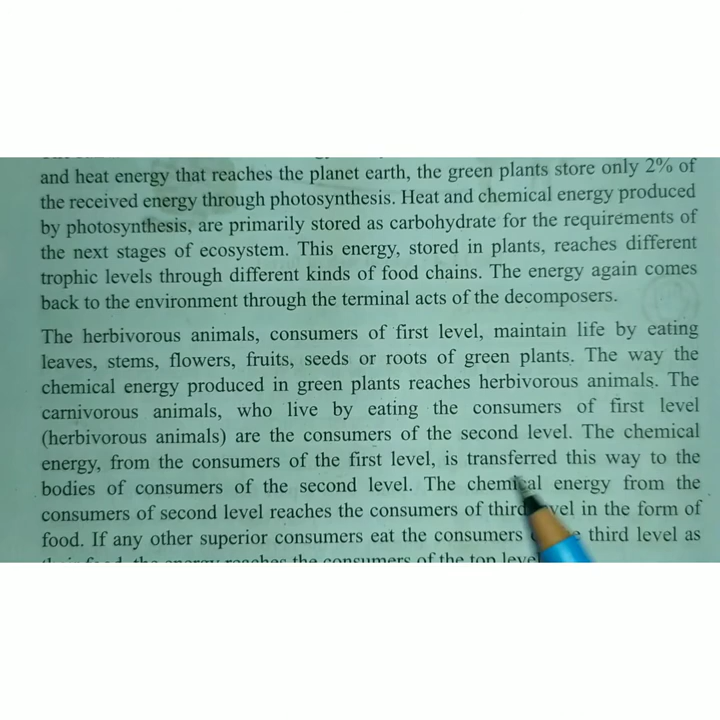 and heat energy that reaches the planet earth, the green plants store only 2% of
the received energy through photosynthesis. Heat and chemical energy produced
by photosynthesis, are primarily stored as carbohydrate for the requirements of
the next stages of ecosystem. This energy, stored in plants, reaches different
trophic levels through different kinds of food chains. The energy again comes
back to the environment through the terminal acts of the decomposers.
The herbivorous animals, consumers of first level, maintain life by eating
leaves, stems, flowers, fruits, seeds or roots of green plants. The way the
chemical energy produced in green plants reaches herbivorous animals. The
carnivorous animals, who live by eating the consumers of first level
(herbivorous animals) are the consumers of the second level. The chemical
energy, from the consumers of the first level, is transferred this way to the
bodies of consumers of the second level. The chemical energy from the
consumers of second level reaches the consumers of third level in the form of
food. If any other superior consumers eat the consumers third level as
the energy reaches the consumers of the top level